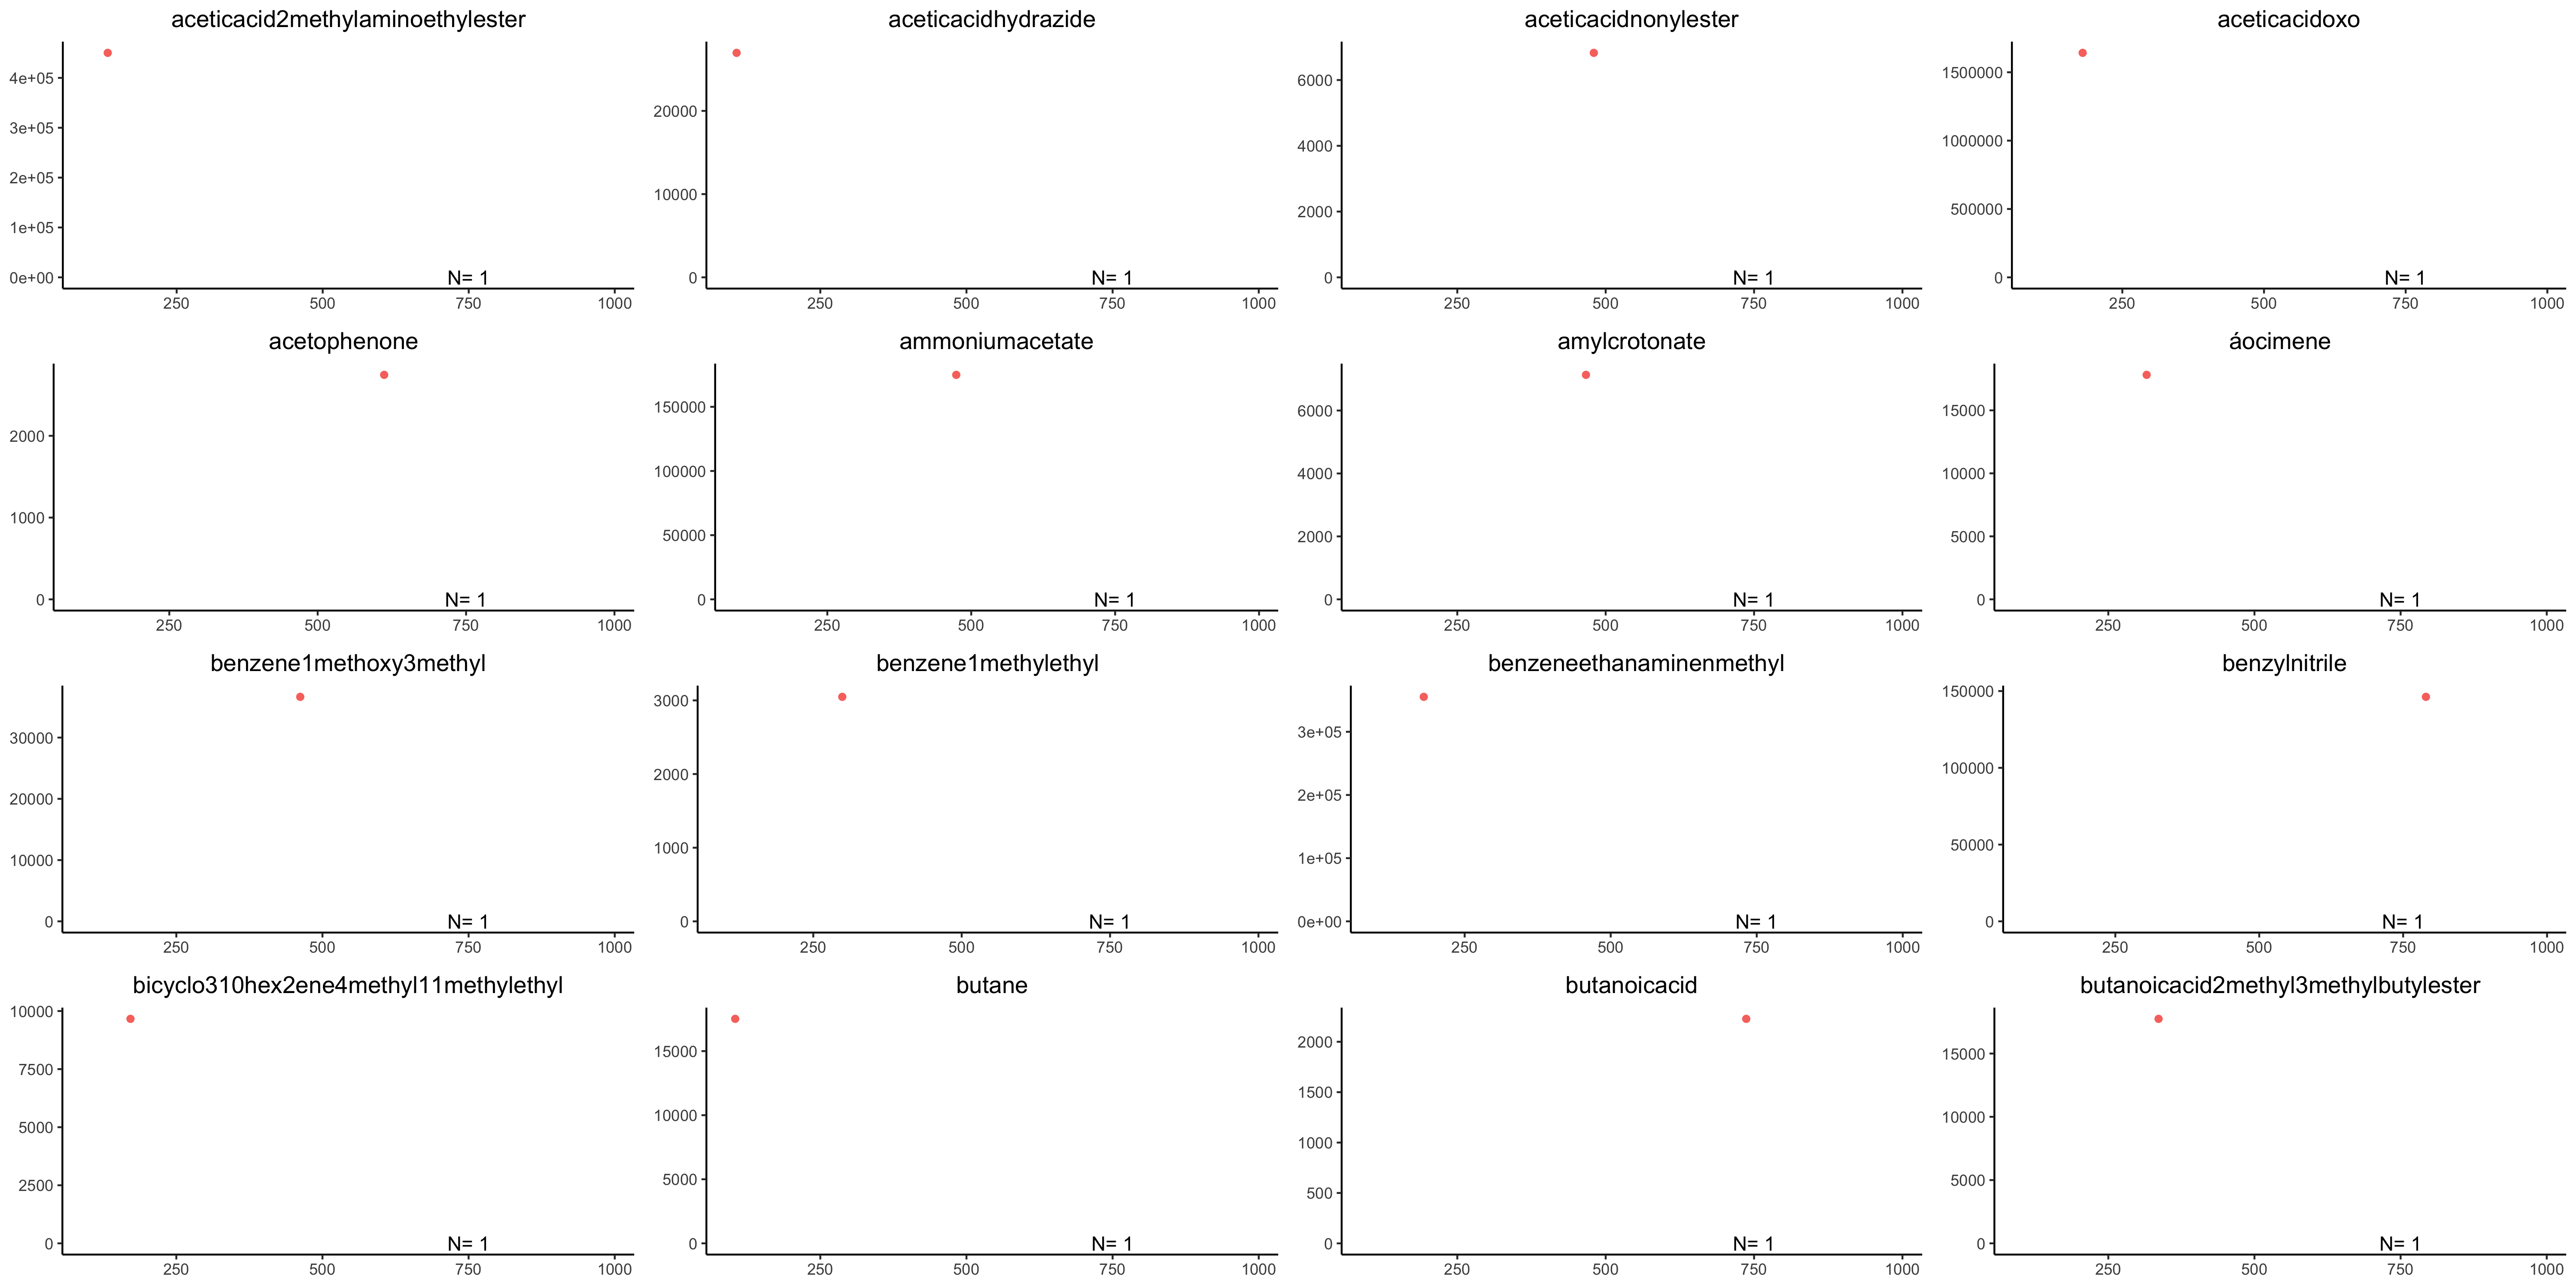 aceticacid2methylaminoethylester
4e+05
3e+05
2e+05
1e+05
0e+00
N= 1
250 500 750 1000
aceticacidhydrazide
20000
10000
0
N= 1
250 500 750 1000
aceticacidnonylester
6000
4000
2000
0
N= 1
250 500 750 1000
aceticacidoxo
1500000
1000000
500000
0
N= 1
250 500 750 1000
acetophenone
2000
1000
0
N= 1
250 500 750 1000
ammoniumacetate
150000
100000
50000
0
N= 1
250 500 750 1000
amylcrotonate
6000
4000
2000
0
N= 1
250 500 750 1000
áocimene
15000
10000
5000
0
N= 1
250 500 750 1000
benzene1methoxy3methyl
30000
20000
10000
0
N= 1
250 500 750 1000
benzene1methylethyl
3000
2000
1000
0
N= 1
250 500 750 1000
benzeneethanaminenmethyl
3e+05
2e+05
1e+05
0e+00
N= 1
250 500 750 1000
benzylnitrile
150000
100000
50000
0
N= 1
250 500 750 1000
bicyclo310hex2ene4methyl11methylethyl
10000
7500
5000
2500
0
N= 1
250 500 750 1000
butane
15000
10000
5000
0
N= 1
250 500 750 1000
butanoicacid
2000
1500
1000
500
0
N= 1
250 500 750 1000
butanoicacid2methyl3methylbutylester
15000
10000
5000
0
N= 1
250 500 750 1000